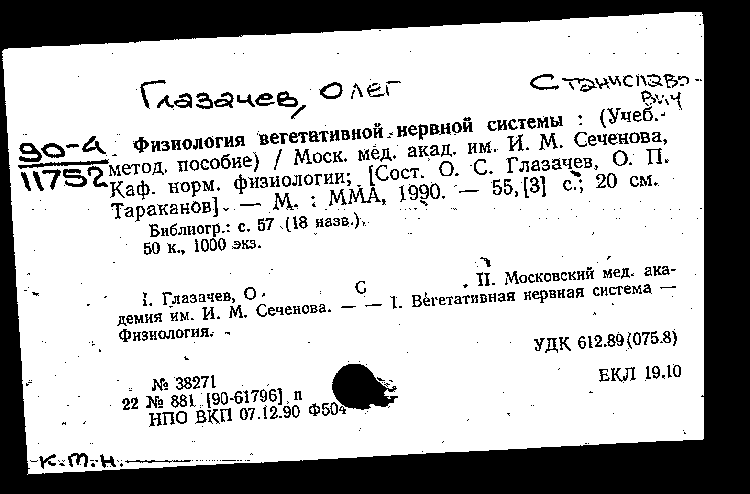 Глазачев, Олег Станиславо-
вич
90-4
11752
Физиология вегетативной нервной системы : (Учеб.-
метод. пособие) / Моск. мед. акад. им. И. М. Сеченова,
Каф. норм. физиологии; [Сост. О. С. Глазачев, О. П.
Тараканов]. — М. : ММА, 1990. — 55, [3] с.; 20 см.
Библиогр.: с. 57 (18 назв.).
50 к., 1000 экз.
I. Глазачев, О. С. II. Московский мед. ака-
демия им. И. М. Сеченова. — — 1. Вегетативная нервная система —
Физиология.
УДК 612.89(075.8)
№ 38271
22 № 881 [90-61796] п
НПО ВКП 07.12.90 Ф504
ЕКЛ 19.10
к.м.н.